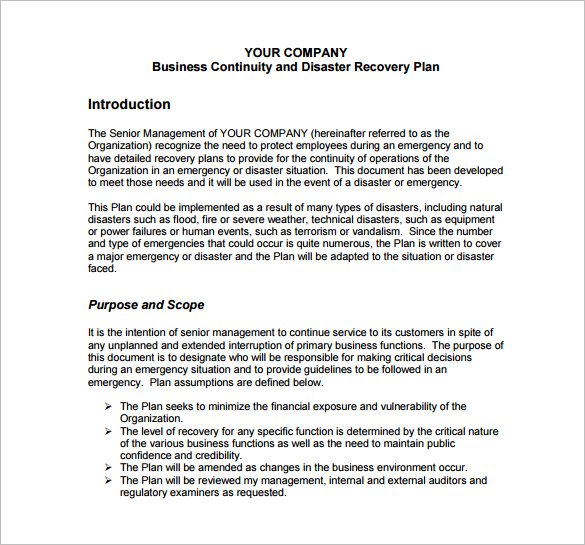 YOUR COMPANY
Business Continuity and Disaster Recovery Plan
Introduction
The Senior Management of YOUR COMPANY (hereinafter referred to as the
Organization) recognize the need to protect employees during an emergency and to
have detailed recovery plans to provide for the continuity of operations of the
Organization in an emergency or disaster situation. This document has been developed
to meet those needs and it will be used in the event of a disaster or emergency.
This Plan could be implemented as a result of many types of disasters, including natural
disasters such as flood, fire or severe weather, technical disasters, such as equipment
or power failures or human events, such as terrorism or vandalism. Since the number
and type of emergencies that could occur is quite numerous, the Plan is written to cover
a major emergency or disaster and the Plan will be adapted to the situation or disaster
faced.
Purpose and Scope
It is the intention of senior management to continue service to its customers in spite of
any unplanned and extended interruption of primary business functions. The purpose of
this document is to designate who will be responsible for making critical decisions
during an emergency situation and to provide guidelines to be followed in an
emergency. Plan assumptions are defined below.
➢ The Plan seeks to minimize the financial exposure and vulnerability of the
Organization.
➢ The level of recovery for any specific function is determined by the critical nature
of the various business functions as well as the need to maintain public
confidence and credibility.
➢ The Plan will be amended as changes in the business environment occur.
➢ The Plan will be reviewed my management, internal and external auditors and
regulatory examiners as requested.